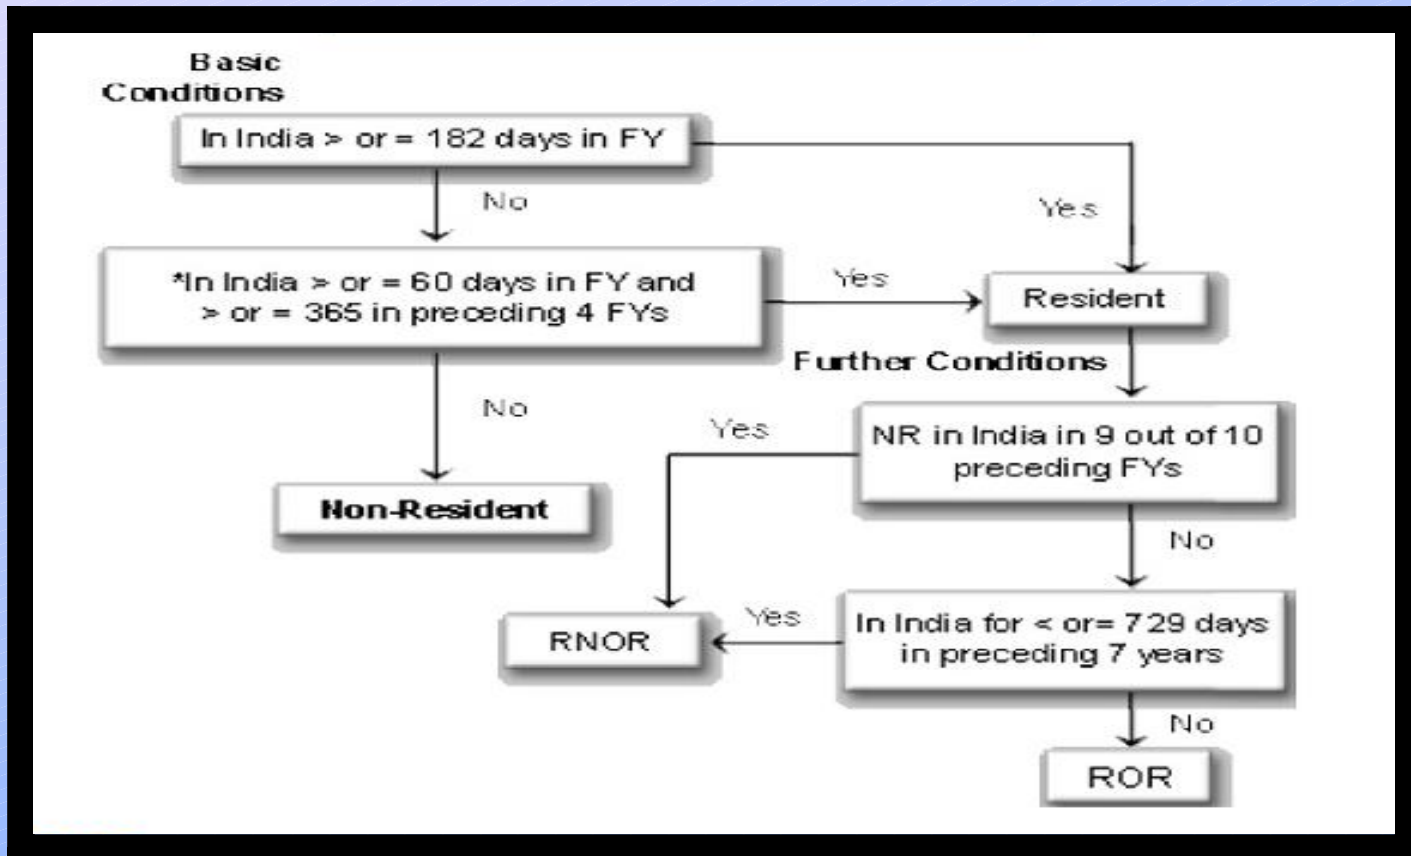 Basic
Conditions
In India > or = 182 days in FY
No
Yes
*In India > or = 60 days in FY and
> or = 365 in preceding 4 FYs
Yes
Resident
Further Conditions
No
Yes
NR in India in 9 out of 10
preceding FYs
Non-Resident
No
RNOR
Yes
In India for < or= 729 days
in preceding 7 years
No
ROR